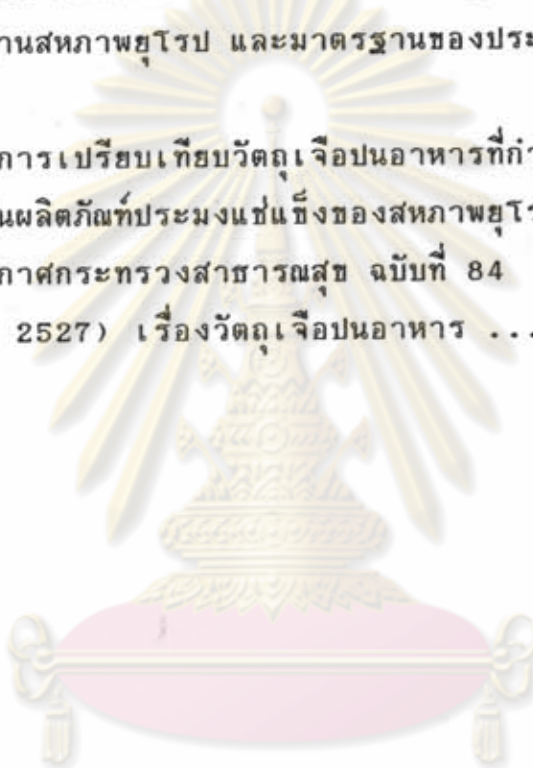 านสหภาพยุโรป และมาตรฐานของประ
การเปรียบเทียบวัตถุเจือปนอาหารที่กำ
นผลิตภัณฑ์ประมงแช่แข็งของสหภาพยุโร
กาศกระทรวงสาธารณสุข ฉบับที่ 84
2527) เรื่องวัตถุเจือปนอาหาร ...